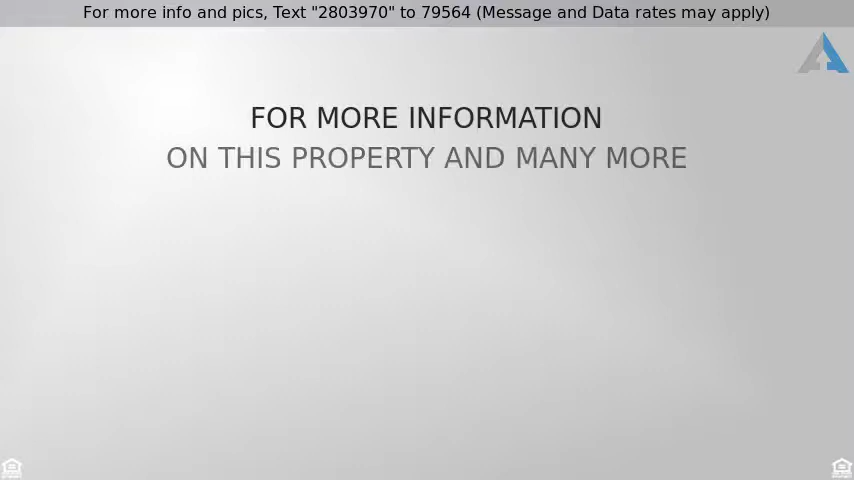 For more info and pics, Text "2803970" to 79564 (Message and Data rates may apply)
FOR MORE INFORMATION
ON THIS PROPERTY AND MANY MORE